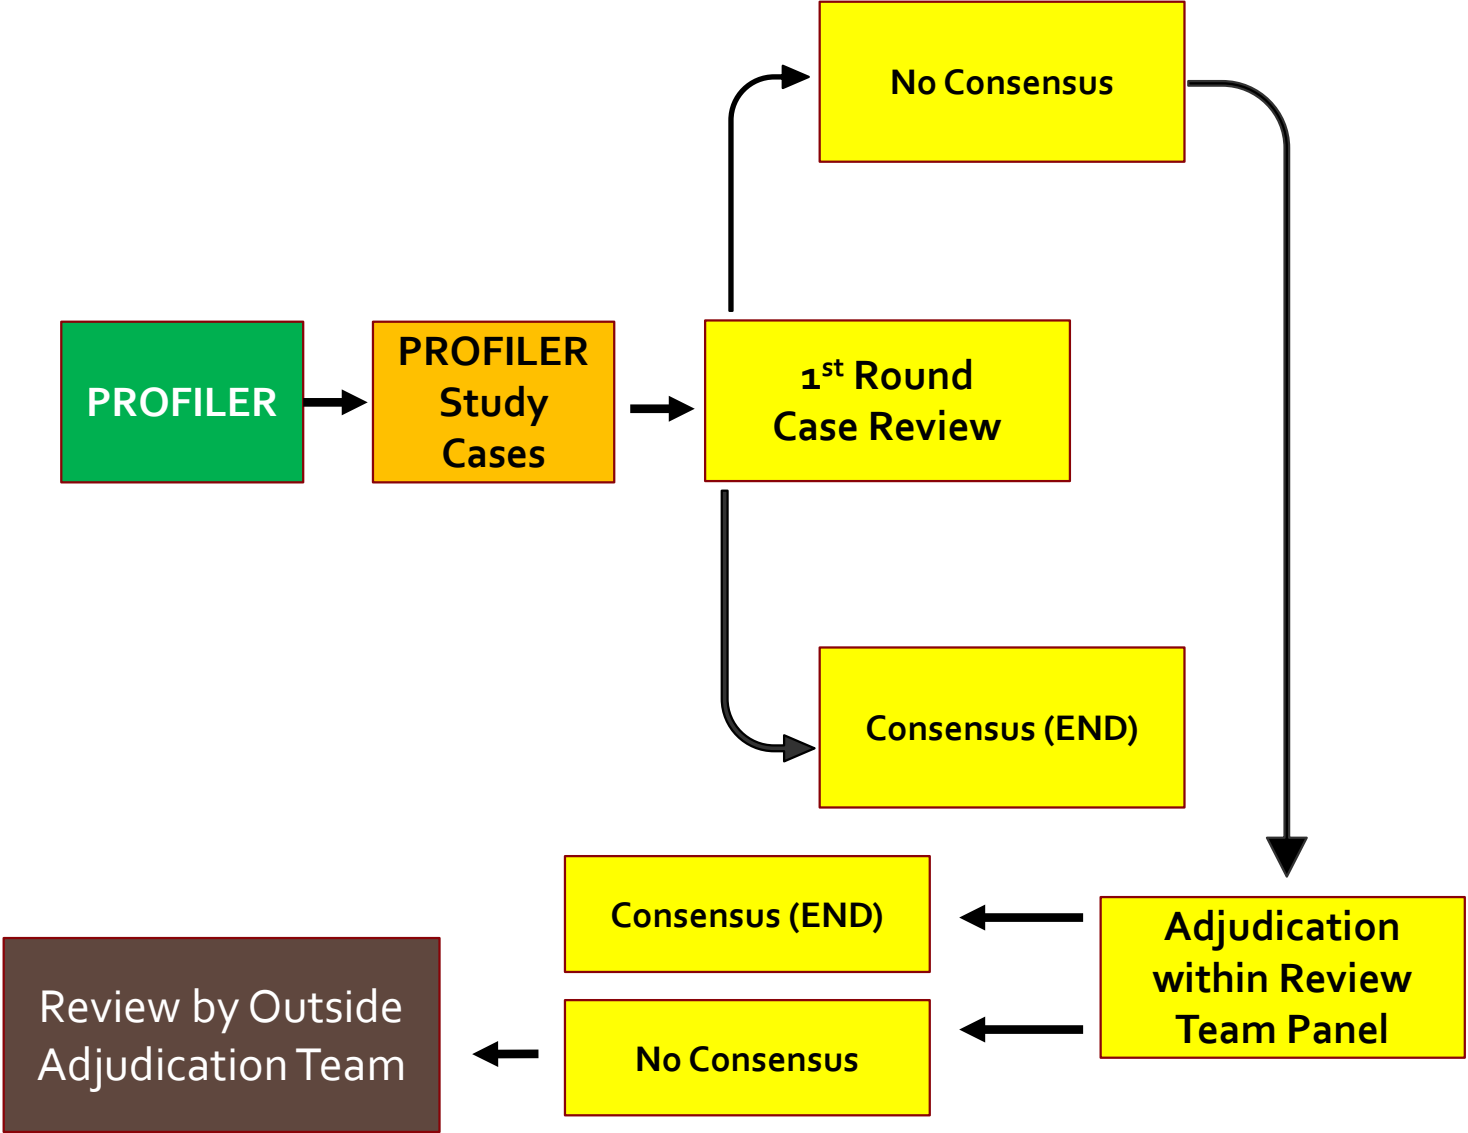 No Consensus
PROFILER
PROFILER
Study
Cases
1st Round
Case Review
Consensus (END)
Consensus (END)
Adjudication
within Review
Team Panel
Review by Outside
Adjudication Team
No Consensus